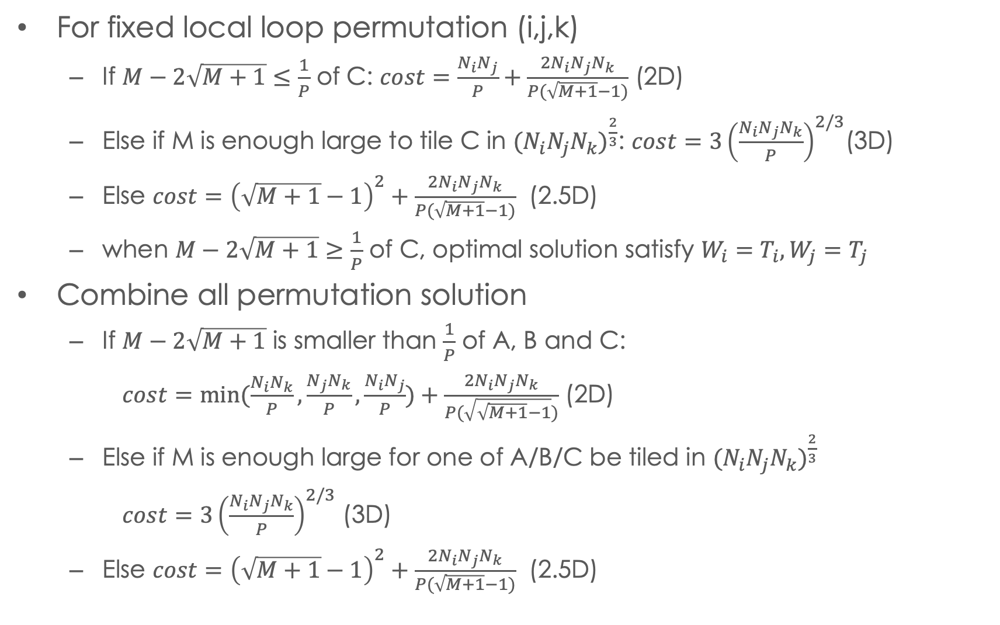 • For fixed local loop permutation (i,j,k)
– If $M - 2\sqrt{M+1} \leq \frac{1}{P}$ of C: $cost = \frac{N_iN_j}{P} + \frac{2N_iN_jN_k}{P(\sqrt{M+1}-1)}$ (2D)
– Else if M is enough large to tile C in $(N_iN_jN_k)^{\frac{2}{3}}$: $cost = 3\left(\frac{N_iN_jN_k}{P}\right)^{2/3}$ (3D)
– Else $cost = \left(\sqrt{M+1}-1\right)^2 + \frac{2N_iN_jN_k}{P(\sqrt{M+1}-1)}$ (2.5D)
– when $M - 2\sqrt{M+1} \geq \frac{1}{P}$ of C, optimal solution satisfy $W_i = T_i, W_j = T_j$
• Combine all permutation solution
– If $M - 2\sqrt{M+1}$ is smaller than $\frac{1}{P}$ of A, B and C:
$cost = \min(\frac{N_iN_k}{P}, \frac{N_jN_k}{P}, \frac{N_iN_j}{P}) + \frac{2N_iN_jN_k}{P(\sqrt{\sqrt{M+1}-1})}$ (2D)
– Else if M is enough large for one of A/B/C be tiled in $(N_iN_jN_k)^{\frac{2}{3}}$
$cost = 3\left(\frac{N_iN_jN_k}{P}\right)^{2/3}$ (3D)
– Else $cost = \left(\sqrt{M+1}-1\right)^2 + \frac{2N_iN_jN_k}{P(\sqrt{M+1}-1)}$ (2.5D)